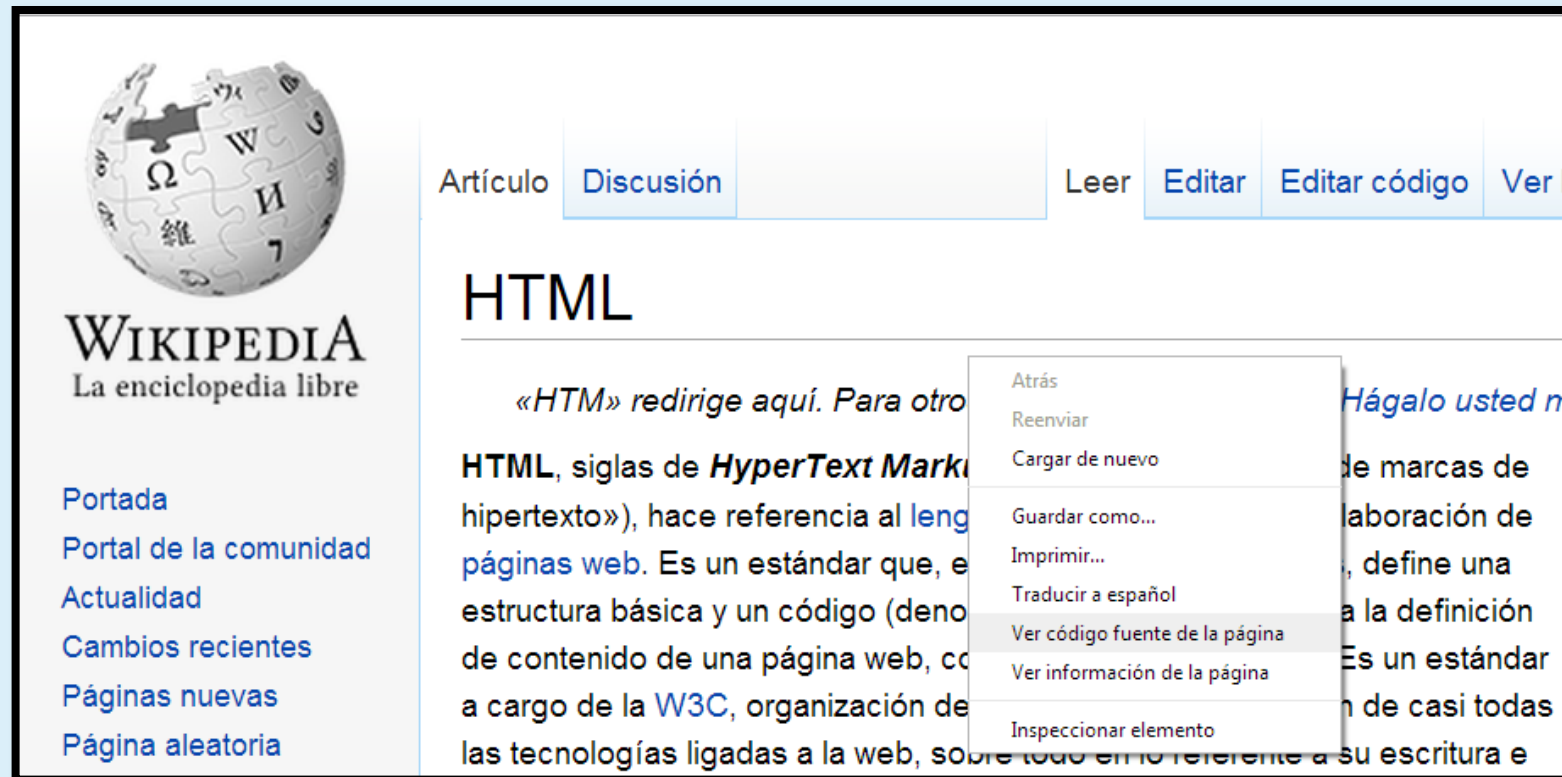 WIKIPEDIA
La enciclopedia libre
Portada
Portal de la comunidad
Actualidad
Cambios recientes
Páginas nuevas
Página aleatoria
Artículo Discusión Leer Editar Editar código Ver
HTML
«HTM» redirige aquí. Para otro Hágalo usted
HTML, siglas de HyperText de marcas de
hipertexto»), hace referencia al de
páginas web. Es un estándar que, define una
estructura básica y un código a la definición
de contenido de una página web, Es un estándar
a cargo de la W3C, organización de de casi todas
las tecnologías ligadas a la web, sobre todo en lo referente a su escritura e
Atrás
Reenviar
Cargar de nuevo
Guardar como...
Imprimir...
Traducir a español
Ver código fuente de la página
Ver información de la página
Inspeccionar elemento